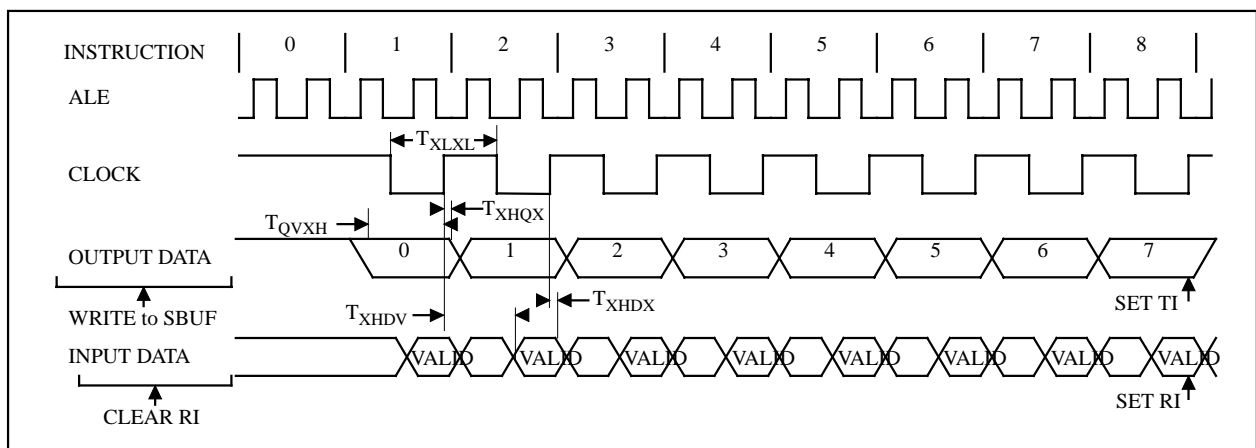 INSTRUCTION 0 1 2 3 4 5 6 7 8
ALE
TXLXL
CLOCK
TXHQX
TQVXH
OUTPUT DATA 0 1 2 3 4 5 6 7
TXHDX
SET TI
WRITE to SBUF
TXHDV
INPUT DATA VALID VALID VALID VALID VALID VALID VALID VALID
SET RI
CLEAR RI